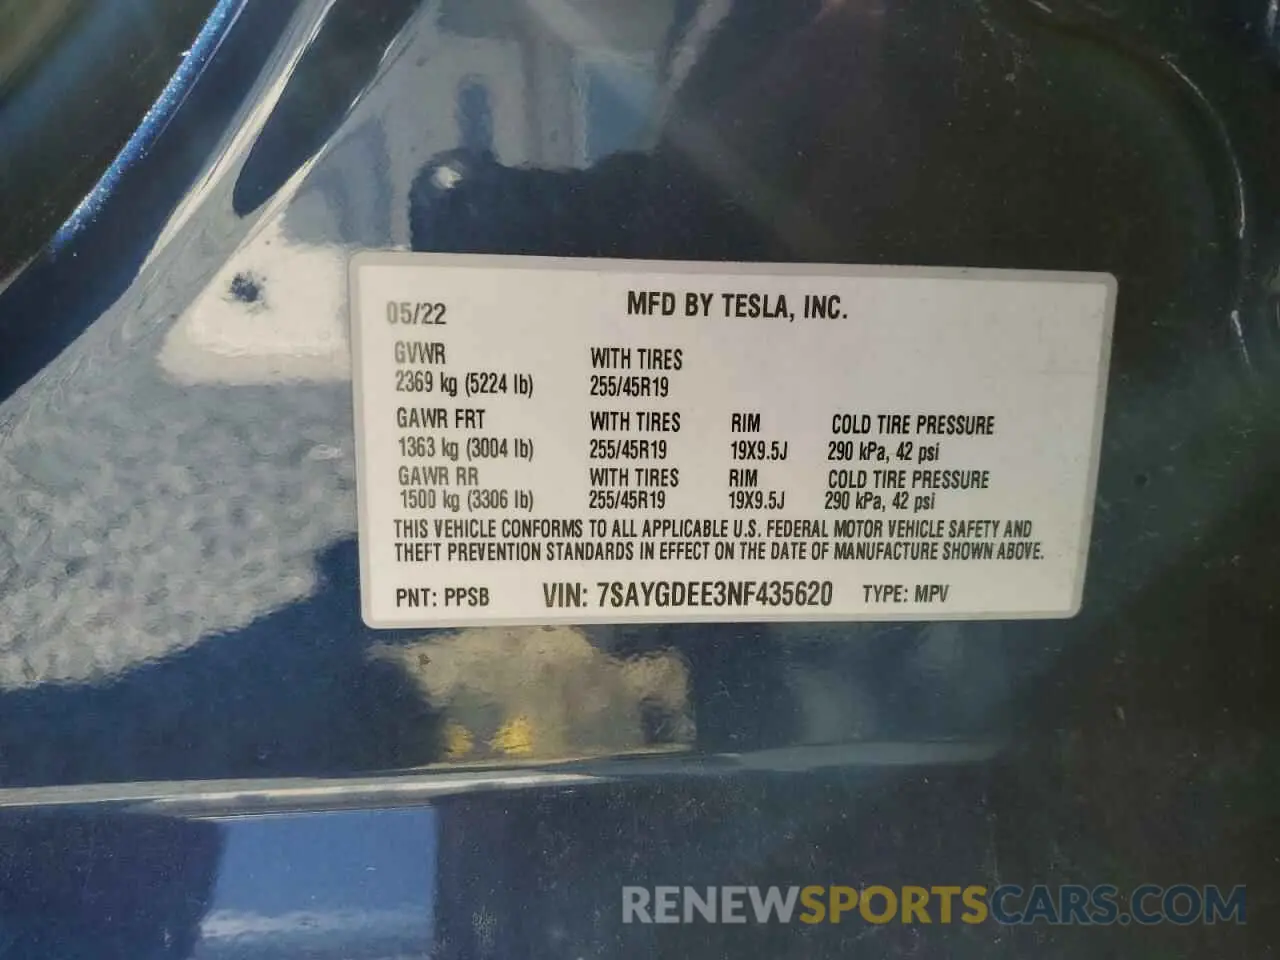 05/22 MFD BY TESLA, INC.
GVWR WITH TIRES
2369 kg (5224 lb) 255/45R19
GAWR FRT WITH TIRES RIM COLD TIRE PRESSURE
1363 kg (3004 lb) 255/45R19 19X9.5J 290 kPa, 42 psi
GAWR RR WITH TIRES RIM COLD TIRE PRESSURE
1500 kg (3306 lb) 255/45R19 19X9.5J 290 kPa, 42 psi
THIS VEHICLE CONFORMS TO ALL APPLICABLE U.S. FEDERAL MOTOR VEHICLE SAFETY AND
THEFT PREVENTION STANDARDS IN EFFECT ON THE DATE OF MANUFACTURE SHOWN ABOVE.
PNT: PPSB VIN: 7SAYGDEE3NF435620 TYPE: MPV
RENEWSPORTSCARS.COM